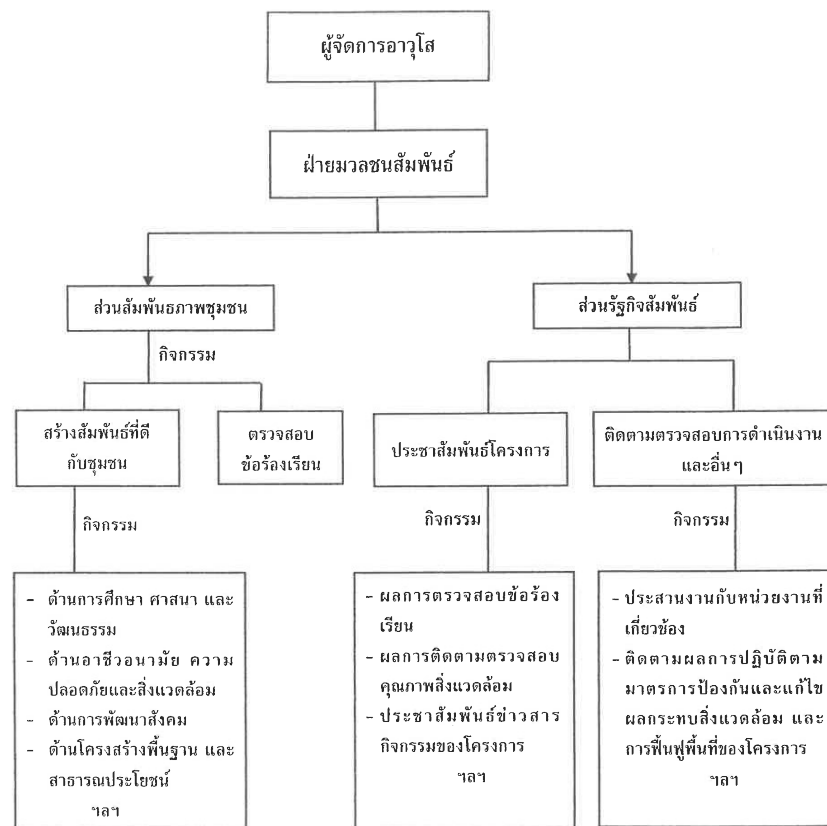 ผู้จัดการอาวุโส
ฝ่ายมวลชนสัมพันธ์
ส่วนสัมพันธภาพชุมชน
ส่วนรัฐกิจสัมพันธ์
กิจกรรม
สร้างสัมพันธ์ที่ดี
กับชุมชน
ตรวจสอบ
ข้อร้องเรียน
ประชาสัมพันธ์โครงการ
ติดตามตรวจสอบการดำเนินงาน
และอื่นๆ
กิจกรรม
กิจกรรม
กิจกรรม
- ด้านการศึกษา ศาสนา และ
วัฒนธรรม
- ด้านอาชีวอนามัย ความ
ปลอดภัยและสิ่งแวดล้อม
- ด้านการพัฒนาสังคม
- ด้านโครงสร้างพื้นฐาน และ
สาธารณประโยชน์
ฯลฯ
- ผลการตรวจสอบข้อร้อง
เรียน
- ผลการติดตามตรวจสอบ
คุณภาพสิ่งแวดล้อม
- ประชาสัมพันธ์ข่าวสาร
กิจกรรมของโครงการ
ฯลฯ
- ประสานงานกับหน่วยงานที่
เกี่ยวข้อง
- ติดตามผลการปฏิบัติตาม
มาตรการป้องกันและแก้ไข
ผลกระทบสิ่งแวดล้อม และ
การฟื้นฟูพื้นที่ของโครงการ
ฯลฯ